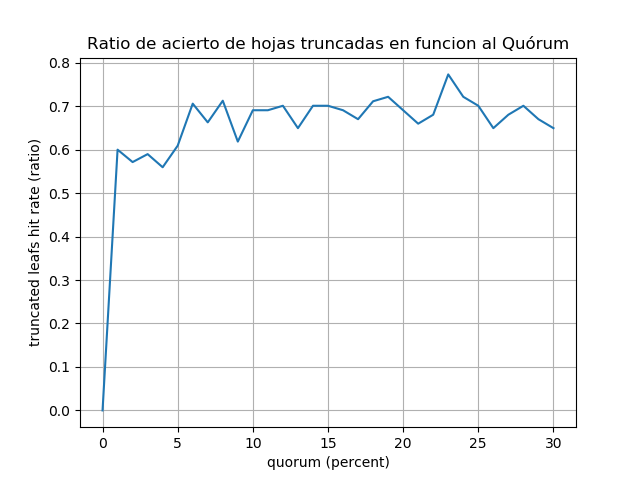 Ratio de acierto de hojas truncadas en funcion al Quórum
truncated leafs hit rate (ratio)
0.8
0.7
0.6
0.5
0.4
0.3
0.2
0.1
0.0
0 5 10 15 20 25 30
quorum (percent)